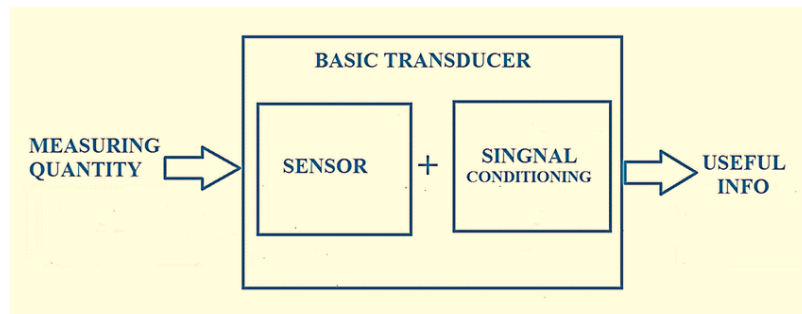 BASIC TRANSDUCER
MEASURING
QUANTITY
SENSOR
+
SINGNAL
CONDITIONING
USEFUL
INFO